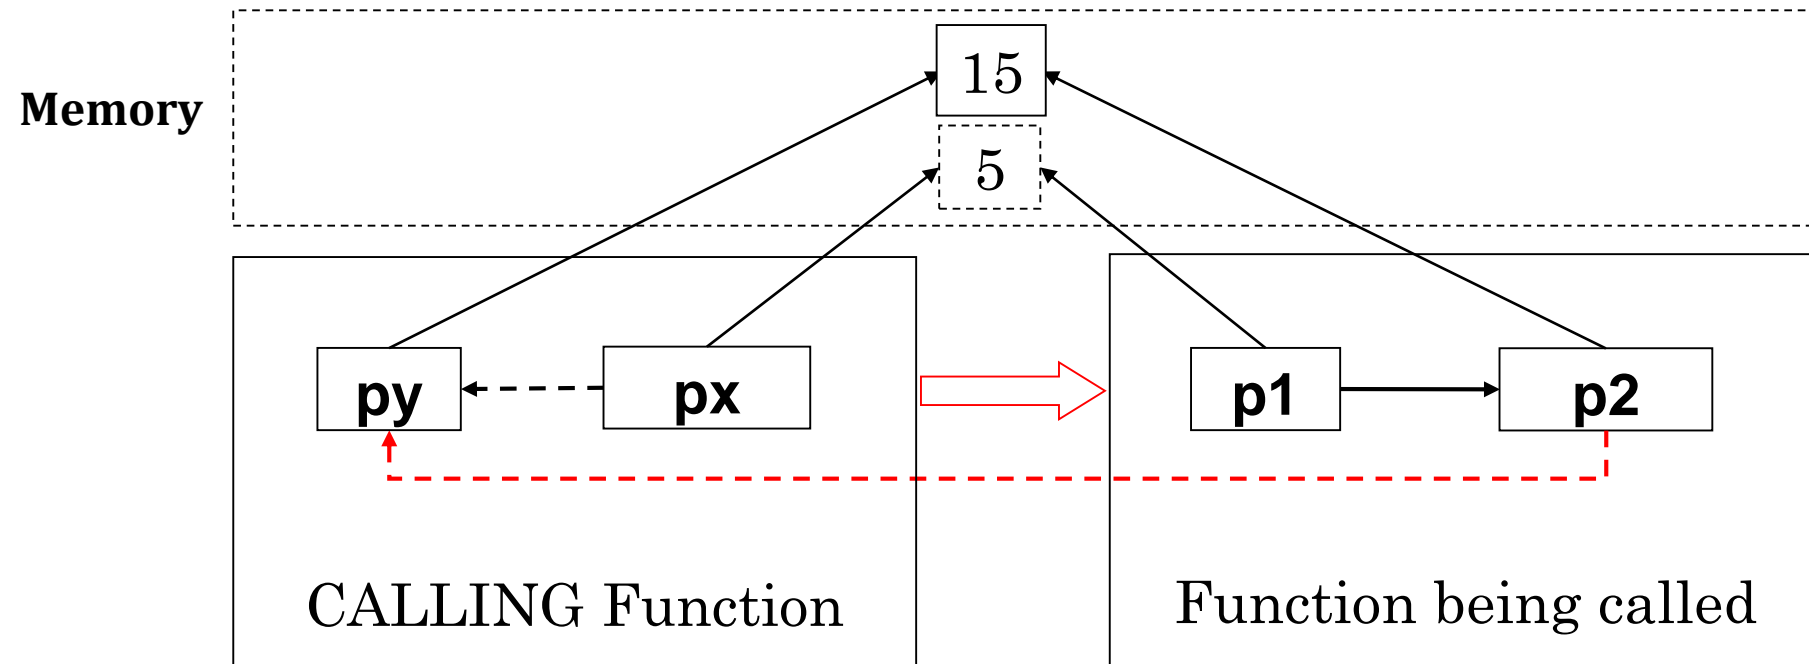 15
Memory
5
py px p1 p2
CALLING Function
Function being called